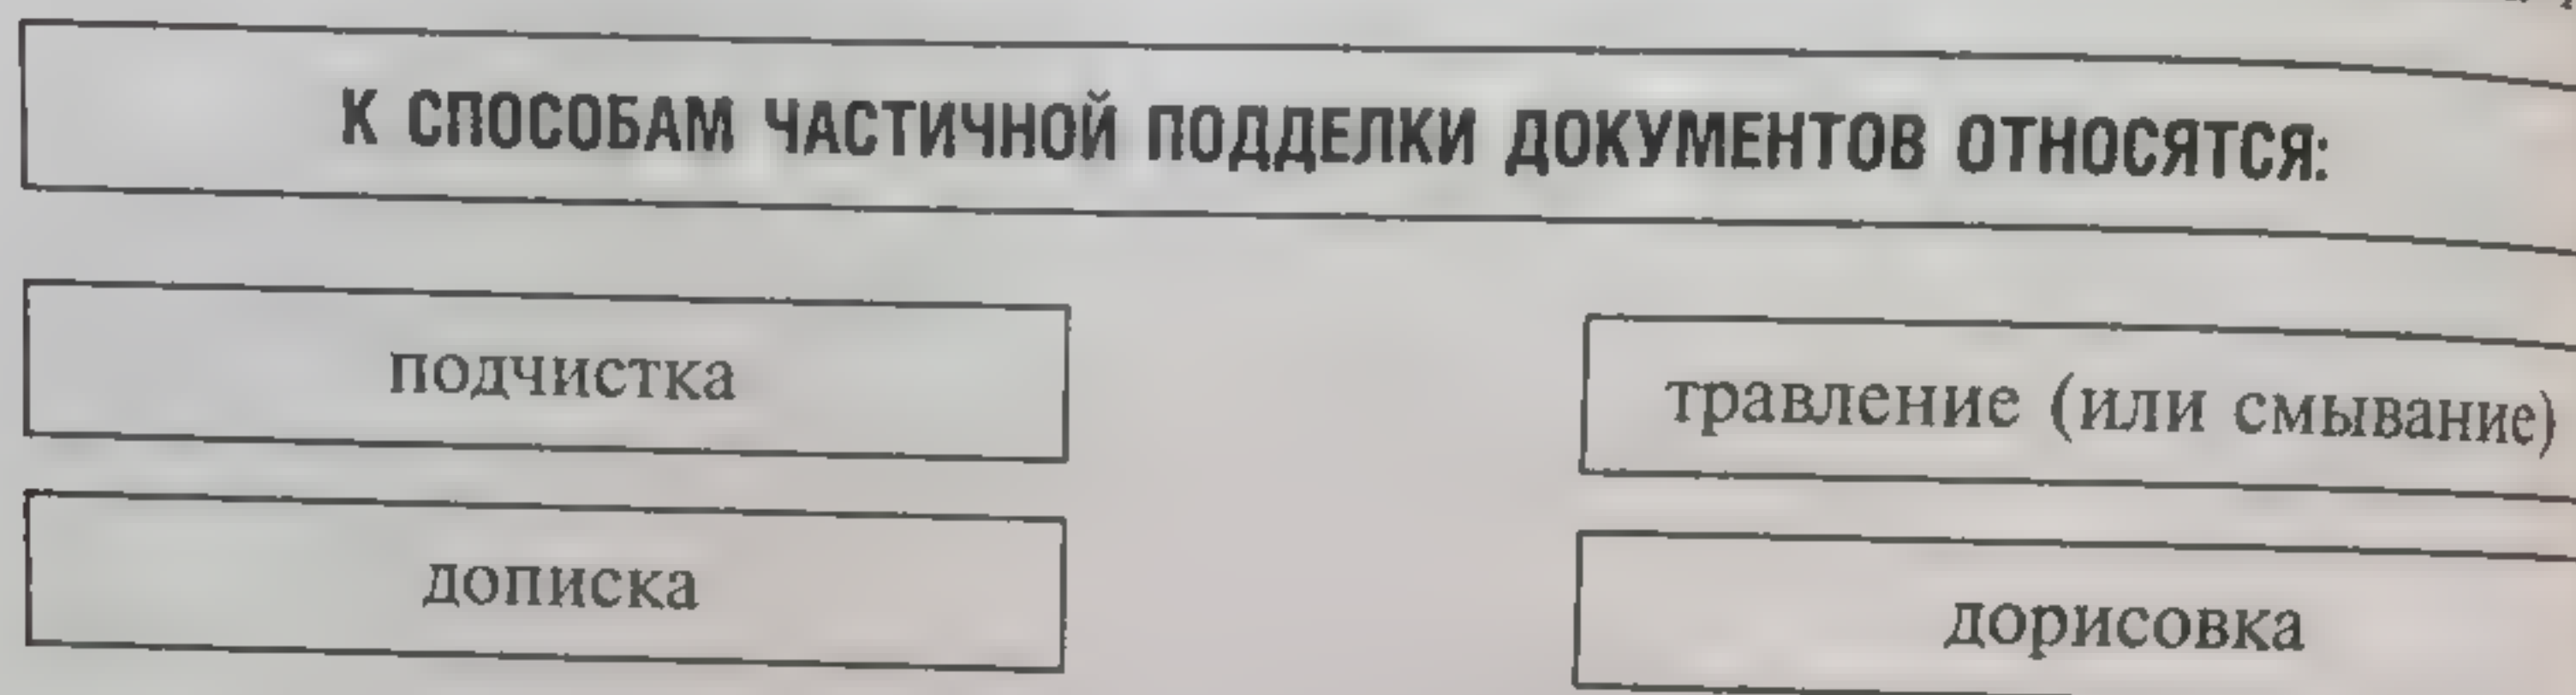 К СПОСОБАМ ЧАСТИЧНОЙ ПОДДЕЛКИ ДОКУМЕНТОВ ОТНОСЯТСЯ:
подчистка
травление (или смывание)
дописка
дорисовка